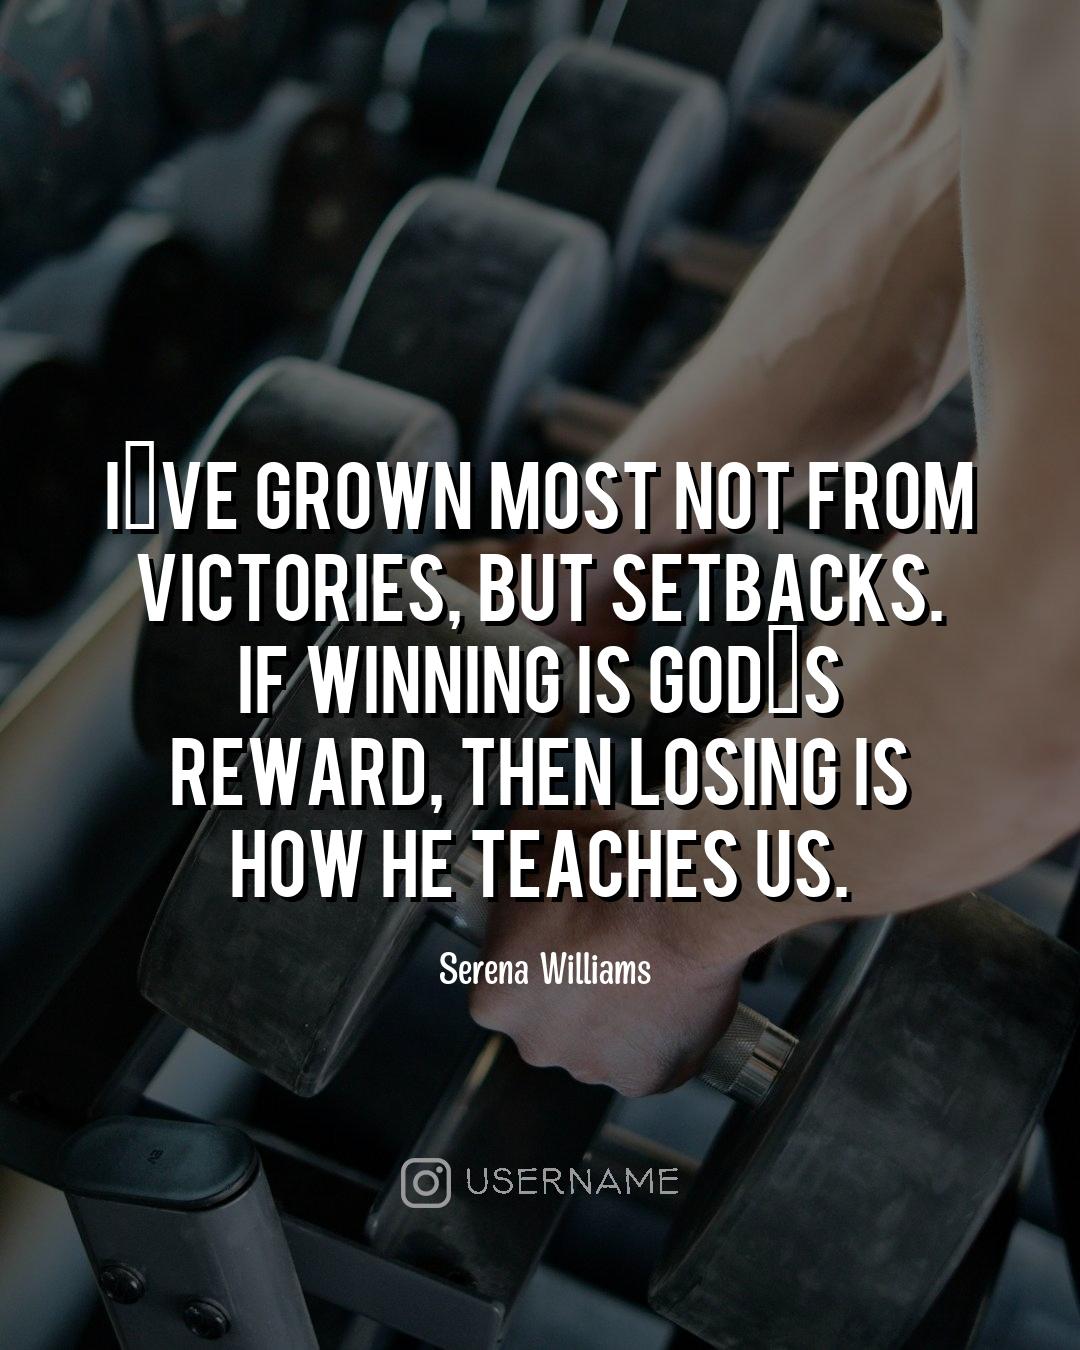 I▯VE GROWN MOST NOT FROM
VICTORIES, BUT SETBACKS.
IF WINNING IS GOD▯S
REWARD, THEN LOSING IS
HOW HE TEACHES US.
Serena Williams
USERNAME